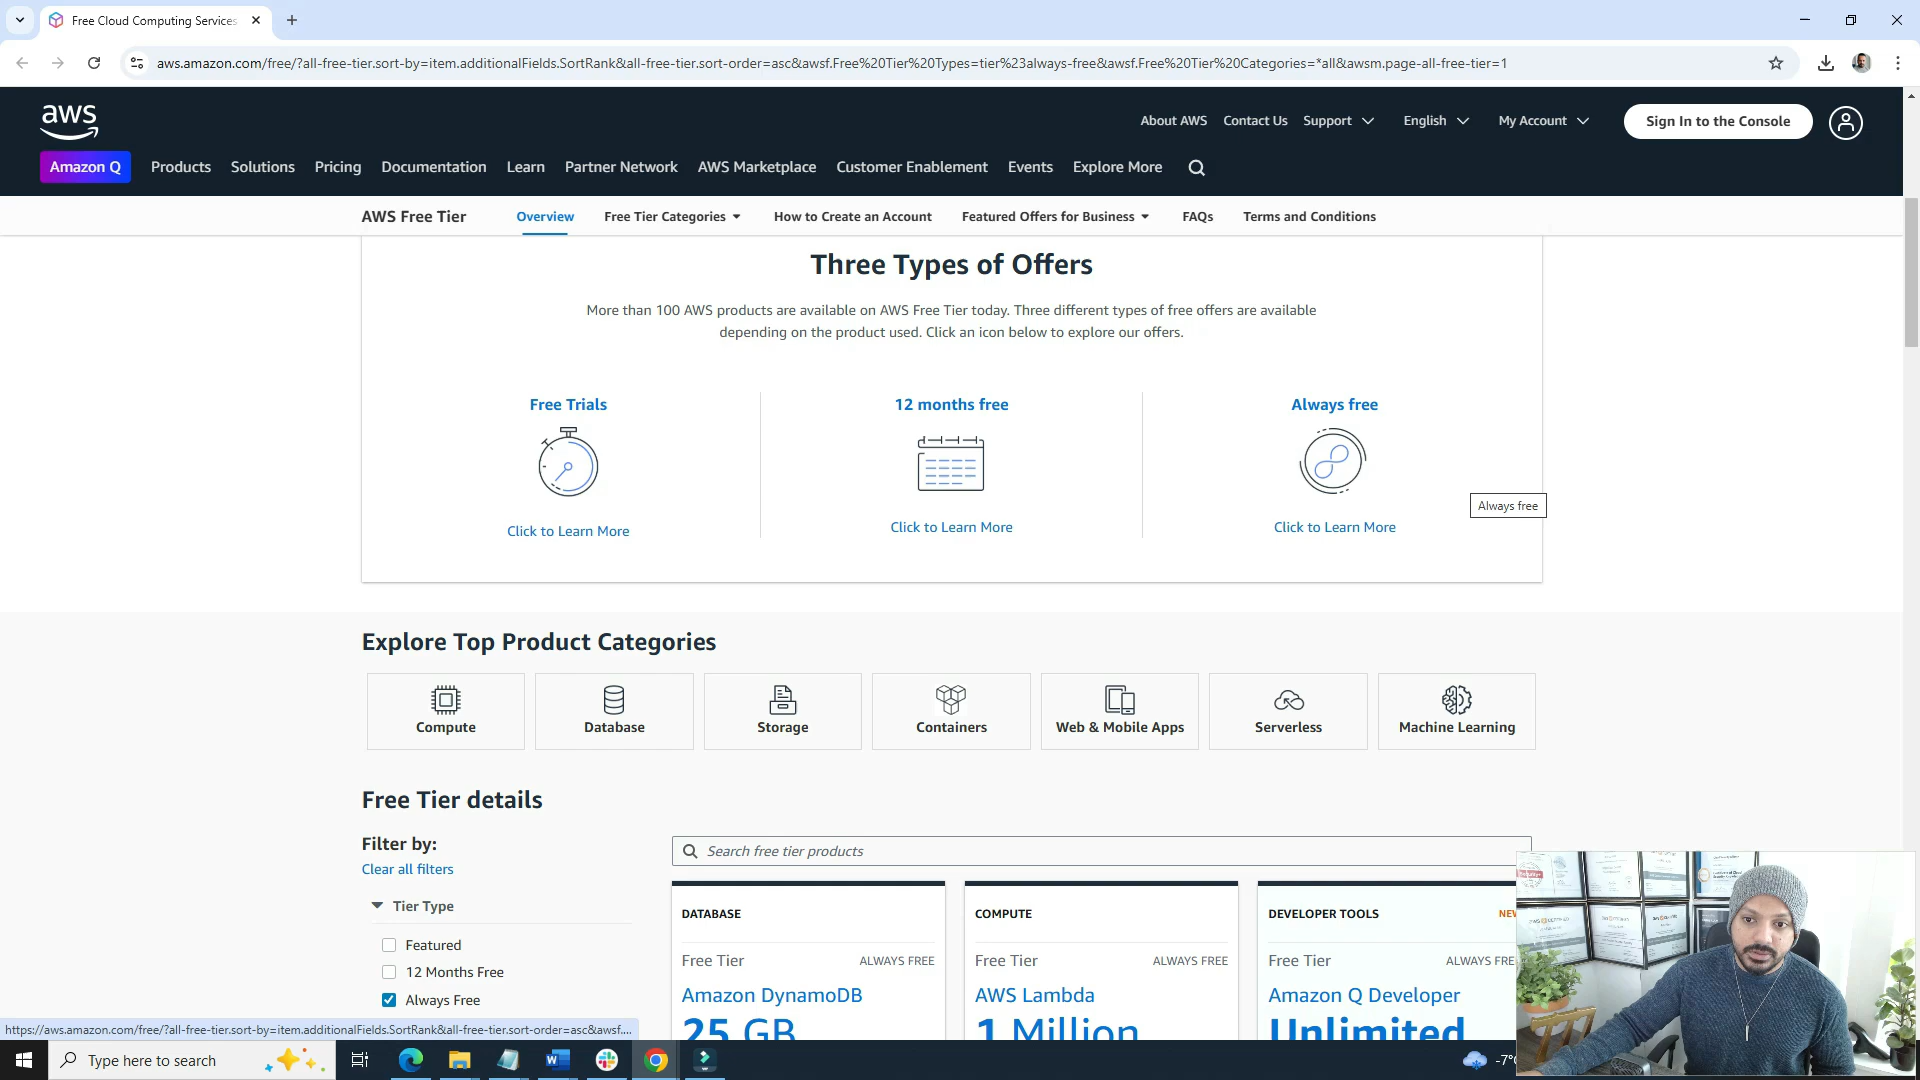 Free Cloud Computing Services
aws.amazon.com/free/?all-free-tier.sort-by=item.additionalFields.SortRank&all-free-tier.sort-order=asc&awsf.Free%20Tier%20Types=tier%23always-free&awsf.Free%20Tier%20Categories=*all&awsm.page-all-free-tier=1
aws
About AWS Contact Us Support English My Account Sign In to the Console
Amazon Q Products Solutions Pricing Documentation Learn Partner Network AWS Marketplace Customer Enablement Events Explore More
AWS Free Tier Overview Free Tier Categories How to Create an Account Featured Offers for Business FAQs Terms and Conditions
Three Types of Offers
More than 100 AWS products are available on AWS Free Tier today. Three different types of free offers are available
depending on the product used. Click an icon below to explore our offers.
Free Trials 12 months free Always free
Always free
Click to Learn More Click to Learn More Click to Learn More
Explore Top Product Categories
Compute Database Storage Containers Web & Mobile Apps Serverless Machine Learning
Free Tier details
Filter by:
Clear all filters
Tier Type
Featured
12 Months Free
Always Free
Search free tier products
DATABASE
Free Tier ALWAYS FREE
Amazon DynamoDB
25 GB
COMPUTE
Free Tier ALWAYS FREE
AWS Lambda
1 Million
DEVELOPER TOOLS NEW
Free Tier ALWAYS FRE
Amazon Q Developer
Unlimited
https://aws.amazon.com/free/?all-free-tier.sort-by=item.additionalFields.SortRank&all-free-tier.sort-order=asc&awsf....
Type here to search
-7°